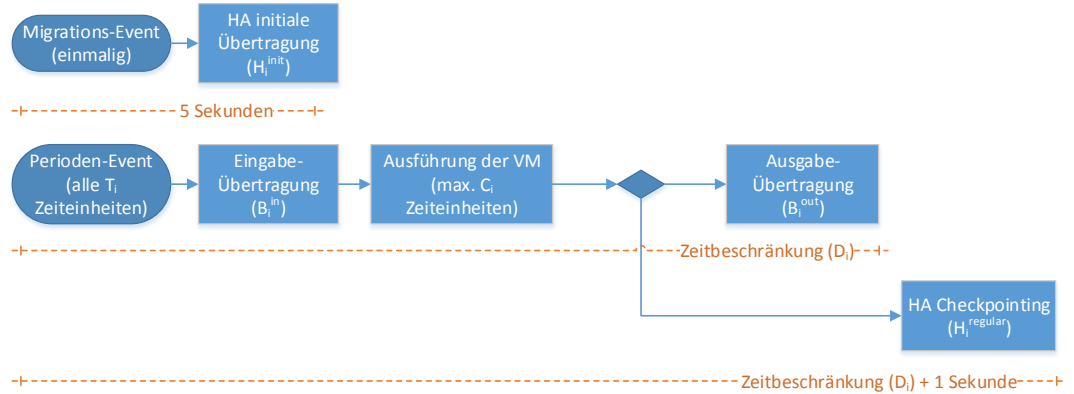 Migrations-Event
(einmalig)
HA initiale
Übertragung
(Hᵢⁱⁿⁱᵗ)
5 Sekunden
Perioden-Event
(alle Tᵢ
Zeiteinheiten)
Eingabe-
Übertragung
(Bᵢⁱⁿ)
Ausführung der VM
(max. Cᵢ
Zeiteinheiten)
Ausgabe-
Übertragung
(Bᵢᵒᵘᵗ)
Zeitbeschränkung (Dᵢ)
HA Checkpointing
(Hᵢʳᵉᵍᵘˡᵃʳ)
Zeitbeschränkung (Dᵢ) + 1 Sekunde